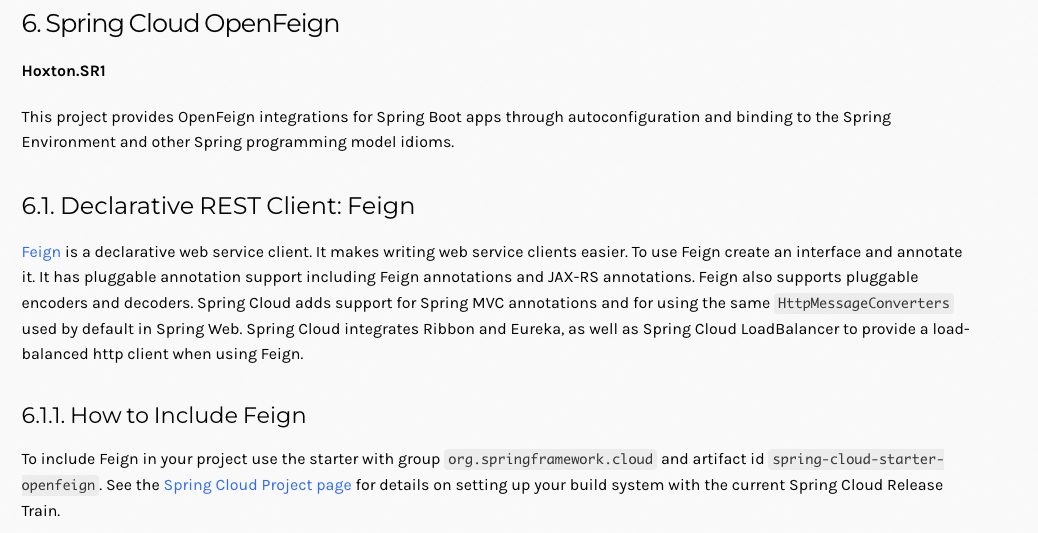 6. Spring Cloud OpenFeign
Hoxton.SR1
This project provides OpenFeign integrations for Spring Boot apps through autoconfiguration and binding to the Spring
Environment and other Spring programming model idioms.
6.1. Declarative REST Client: Feign
Feign is a declarative web service client. It makes writing web service clients easier. To use Feign create an interface and annotate
it. It has pluggable annotation support including Feign annotations and JAX-RS annotations. Feign also supports pluggable
encoders and decoders. Spring Cloud adds support for Spring MVC annotations and for using the same HttpMessageConverters
used by default in Spring Web. Spring Cloud integrates Ribbon and Eureka, as well as Spring Cloud LoadBalancer to provide a load-
balanced http client when using Feign.
6.1.1. How to Include Feign
To include Feign in your project use the starter with group org.springframework.cloud and artifact id spring-cloud-starter-
openfeign. See the Spring Cloud Project page for details on setting up your build system with the current Spring Cloud Release
Train.